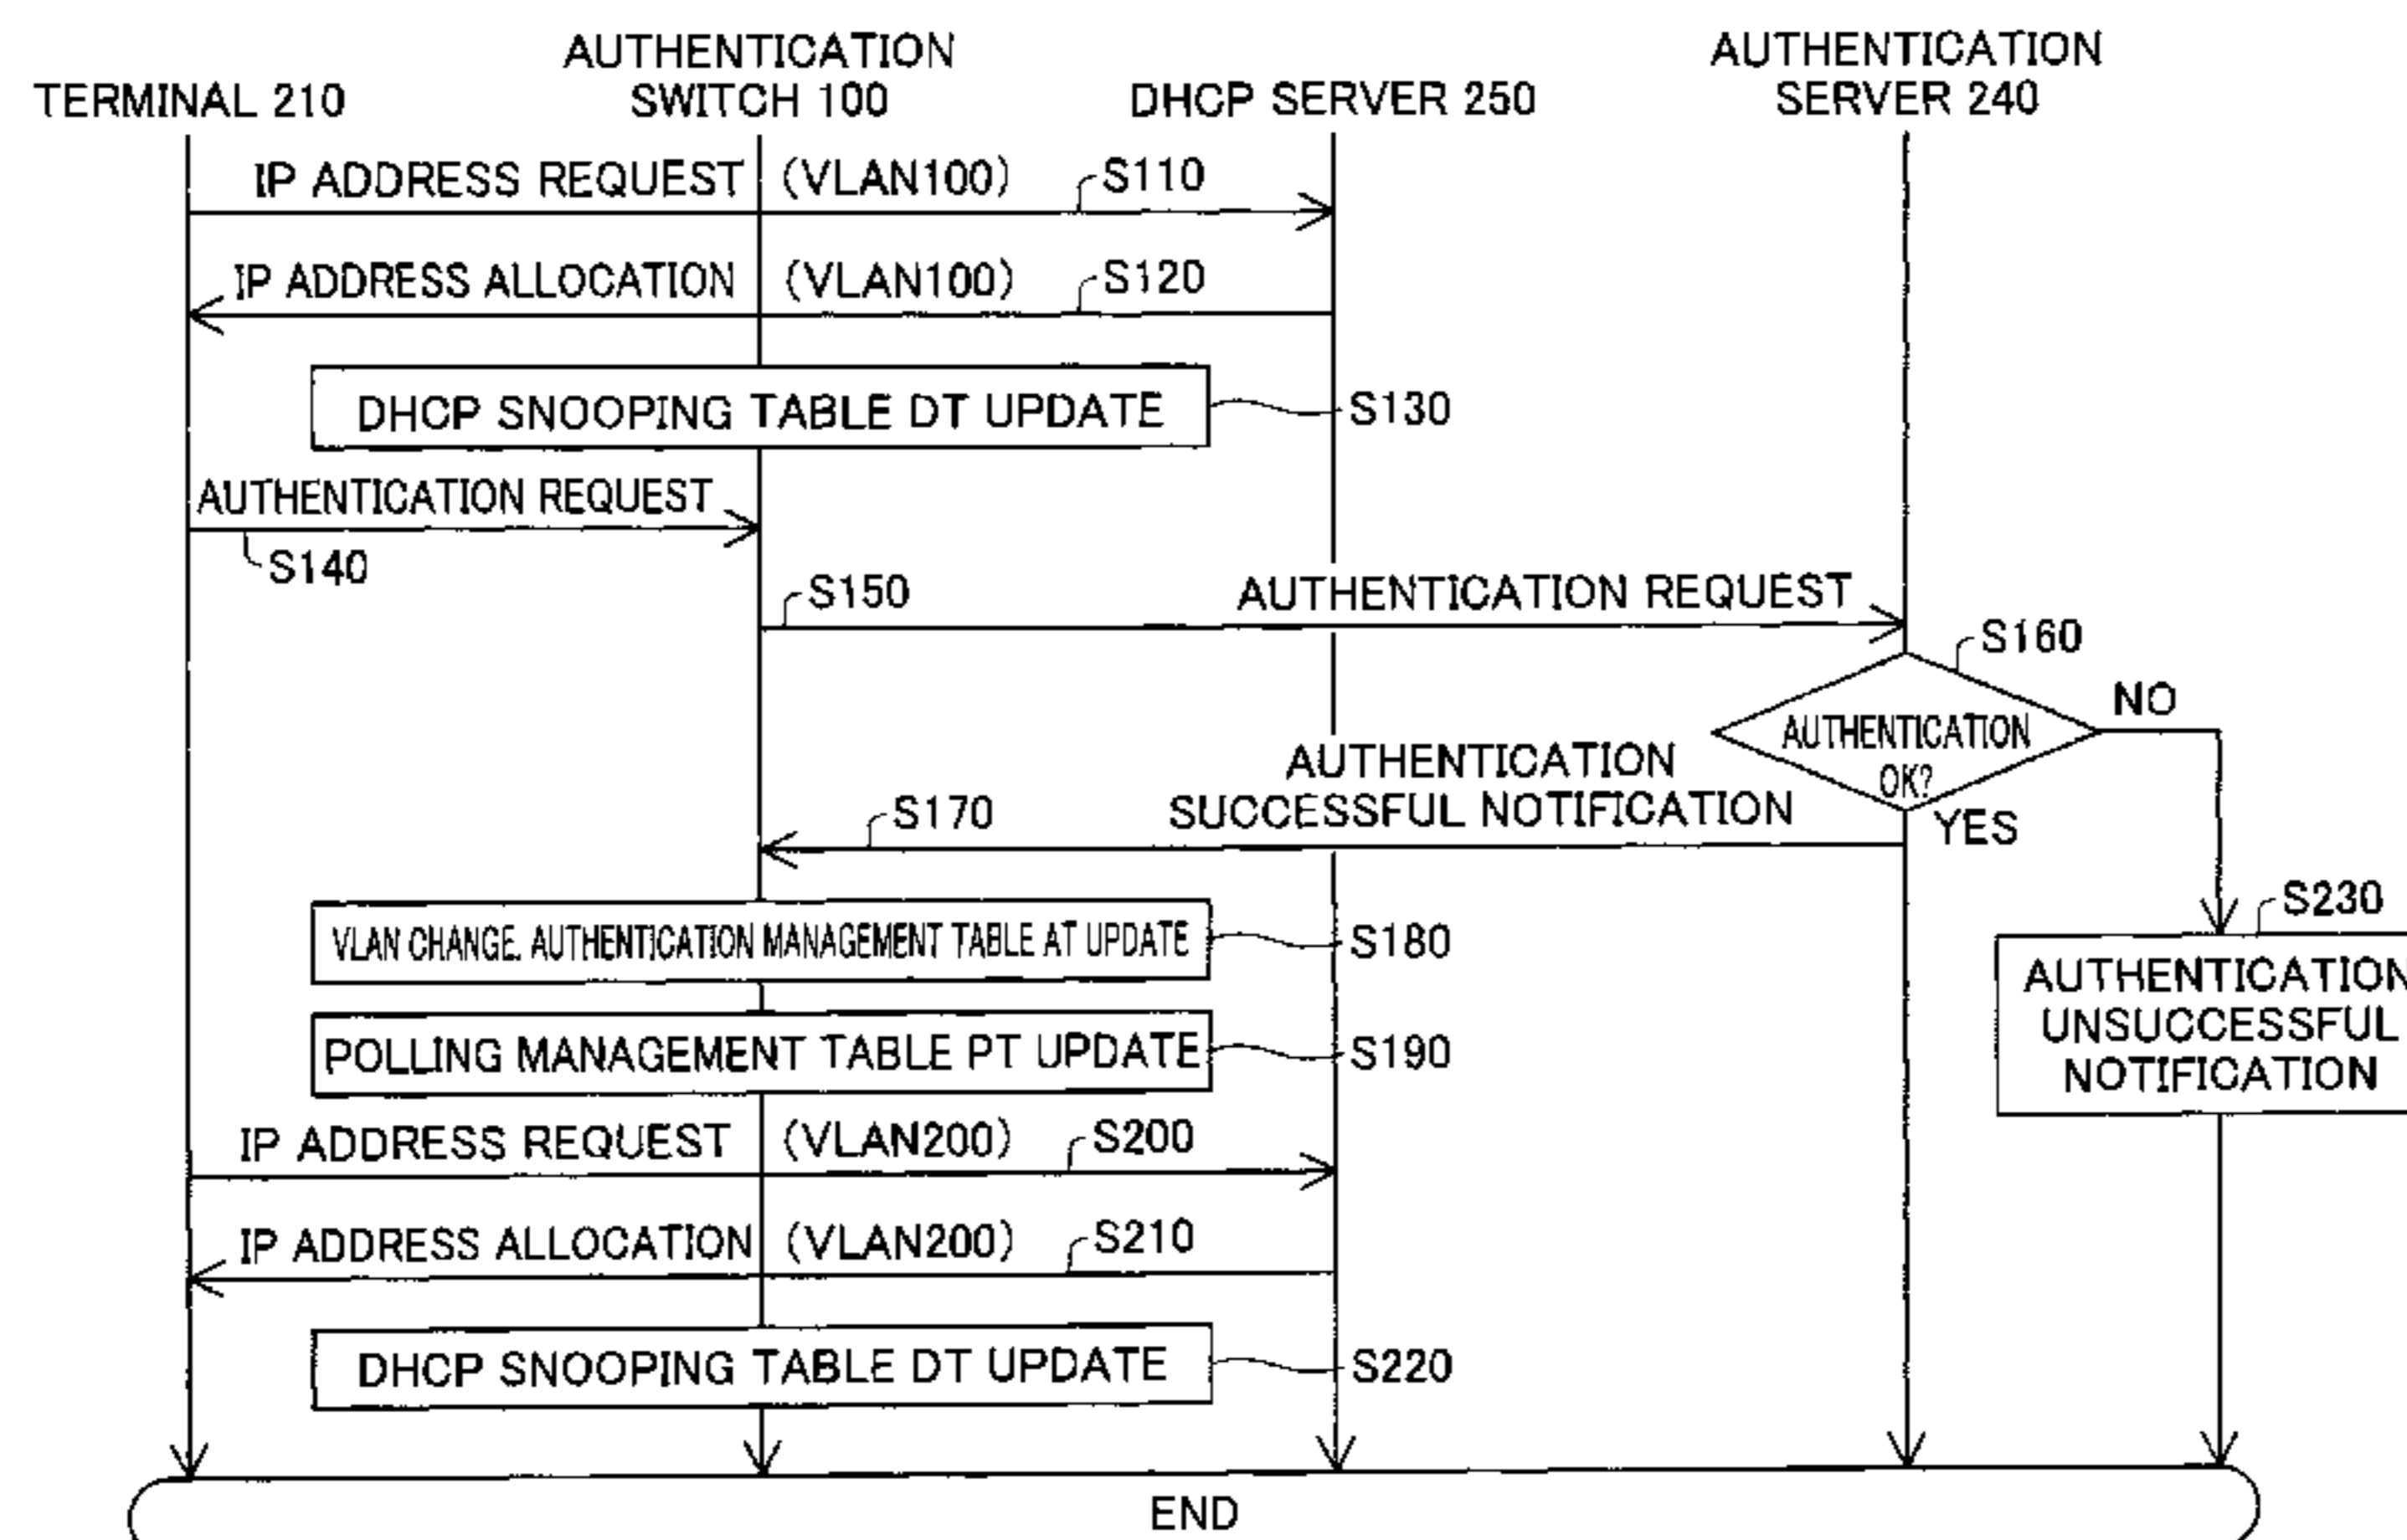 TERMINAL 210
AUTHENTICATION
SWITCH 100
DHCP SERVER 250
AUTHENTICATION
SERVER 240
IP ADDRESS REQUEST (VLAN100) S110
IP ADDRESS ALLOCATION (VLAN100) S120
DHCP SNOOPING TABLE DT UPDATE S130
AUTHENTICATION REQUEST
S140
S150 AUTHENTICATION REQUEST
S160
AUTHENTICATION
OK?
NO
YES
AUTHENTICATION
SUCCESSFUL NOTIFICATION
S170
VLAN CHANGE, AUTHENTICATION MANAGEMENT TABLE AT UPDATE S180
S230
AUTHENTICATION
UNSUCCESSFUL
NOTIFICATION
POLLING MANAGEMENT TABLE PT UPDATE S190
IP ADDRESS REQUEST (VLAN200) S200
IP ADDRESS ALLOCATION (VLAN200) S210
DHCP SNOOPING TABLE DT UPDATE S220
END